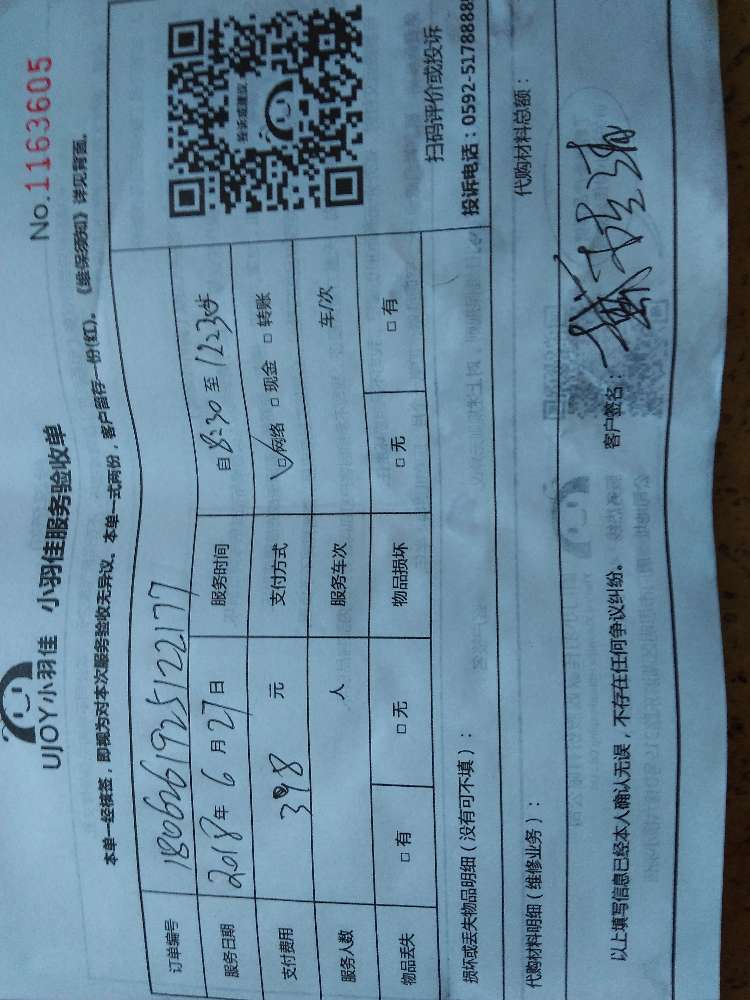 No.1163605
UJOY小羽佳 小羽佳服务验收单
本单一经核签，即视为对本次服务验收无异议。本单一式两份，客户留存一份(红)。《维保须知》详见背面。
订单编号 180661925122177
服务日期 2018年6月27日 服务时间 自8:30至12:30
支付费用 398元 支付方式 □网络 □现金 □转账
服务人数 人 服务车次 车/次
物品丢失 □有 □无 物品损坏 □无 □有
投诉或建议
扫码评价或投诉
投诉电话：0592-5178888
损坏或丢失物品明细（没有可不填）：
代购材料明细（维修业务）： 代购材料总额：
以上填写信息已经本人确认无误，不存在任何争议纠纷。 客户签名：